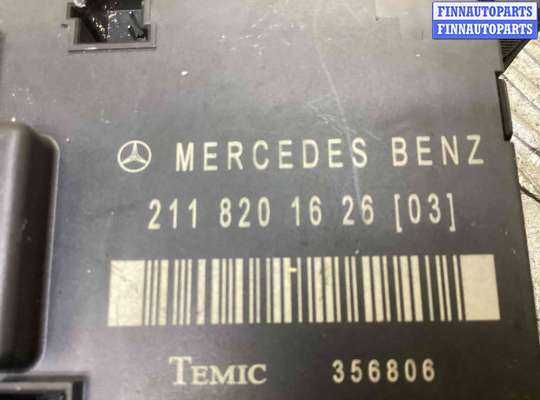 FINNAUTOPARTS
FINNAUTOPARTS
MERCEDES BENZ
211 820 16 26 [03]
TEMIC 356806